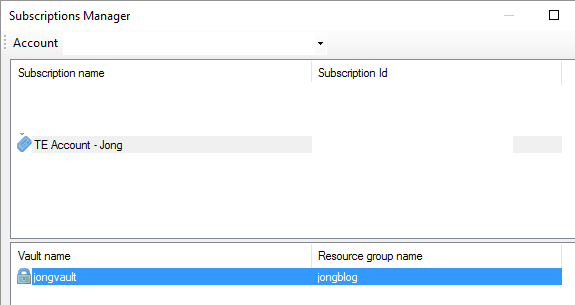 Subscriptions Manager
Account
Subscription name Subscription Id
TE Account - Jong
Vault name Resource group name
jongvault jongblog